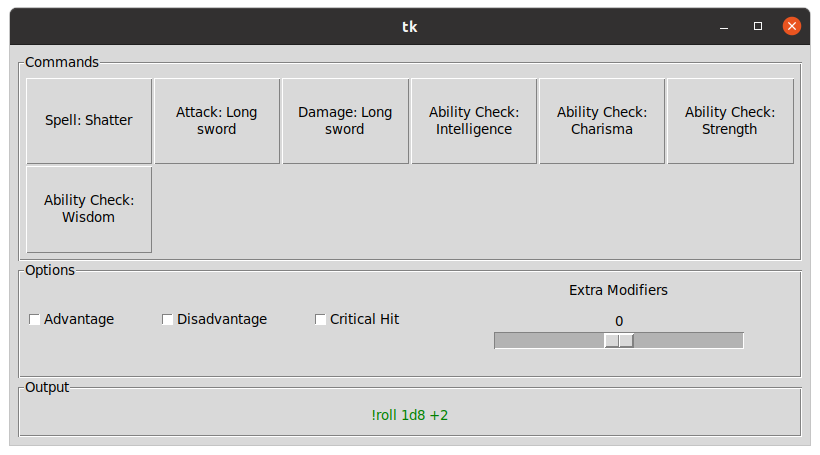 tk
Commands
Spell: Shatter
Attack: Long
sword
Damage: Long
sword
Ability Check:
Intelligence
Ability Check:
Charisma
Ability Check:
Strength
Ability Check:
Wisdom
Options
Advantage
Disadvantage
Critical Hit
Extra Modifiers
0
Output
!roll 1d8 +2